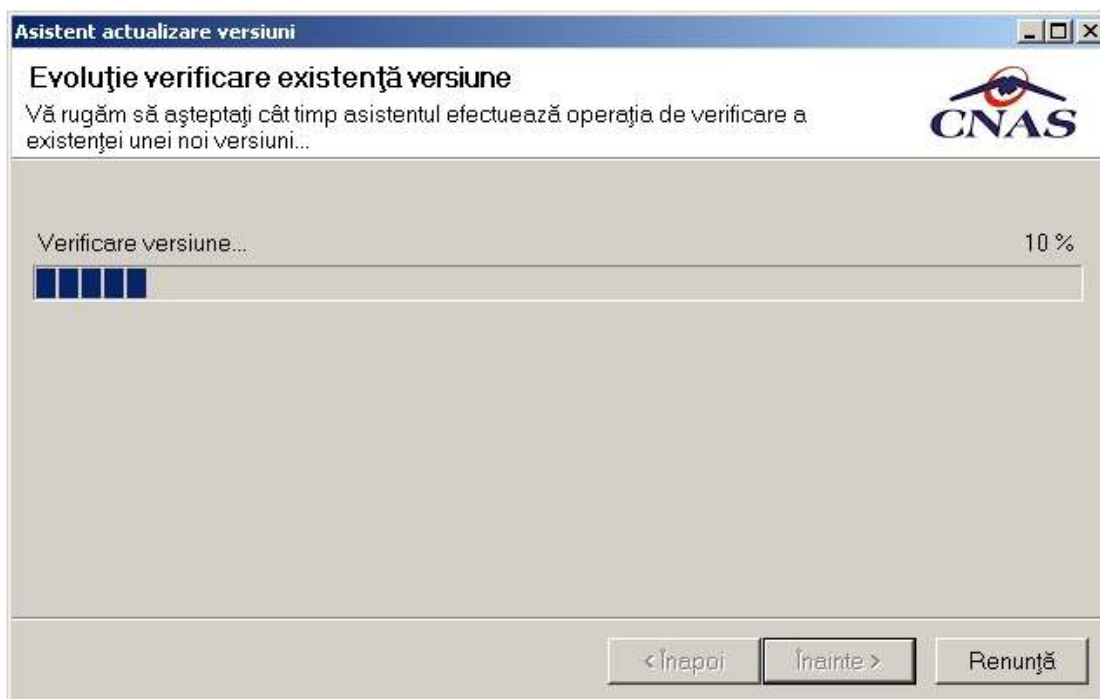 Asistent actualizare versiuni
Evoluţie verificare existenţă versiune
Vă rugăm să aşteptaţi cât timp asistentul efectuează operaţia de verificare a
existenţei unei noi versiuni...
CNAS
Verificare versiune... 10 %
< Înapoi Înainte > Renunţă